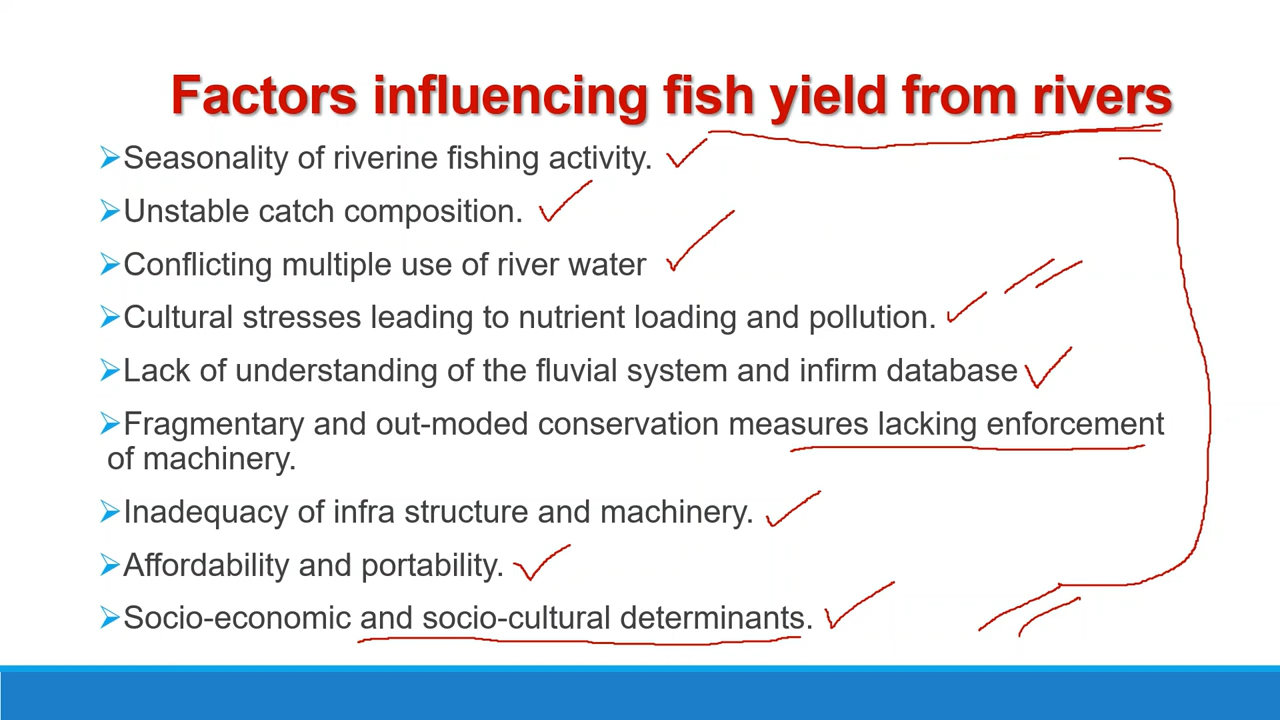 Factors influencing fish yield from rivers
➢Seasonality of riverine fishing activity.
➢Unstable catch composition.
➢Conflicting multiple use of river water
➢Cultural stresses leading to nutrient loading and pollution.
➢Lack of understanding of the fluvial system and infirm database
➢Fragmentary and out-moded conservation measures lacking enforcement
of machinery.
➢Inadequacy of infra structure and machinery.
➢Affordability and portability.
➢Socio-economic and socio-cultural determinants.